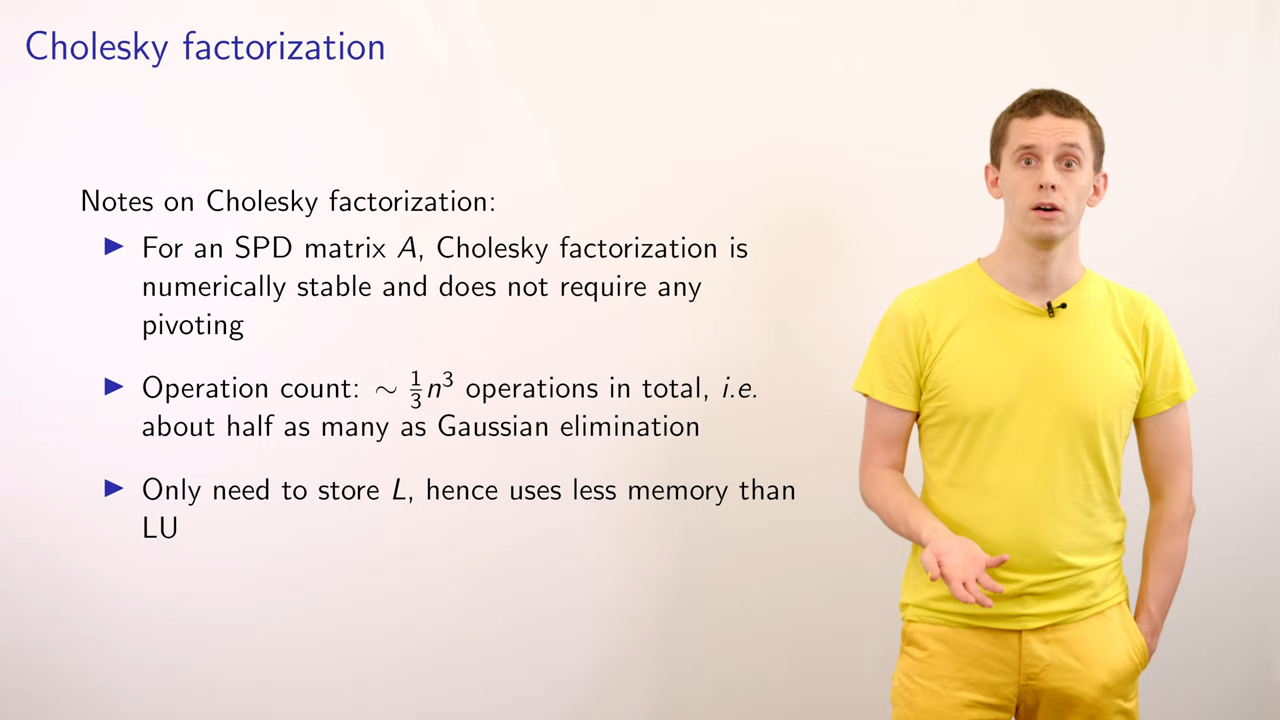 Cholesky factorization
Notes on Cholesky factorization:
▶ For an SPD matrix A, Cholesky factorization is
numerically stable and does not require any
pivoting
▶ Operation count: ∼ 1/3 n³ operations in total, i.e.
about half as many as Gaussian elimination
▶ Only need to store L, hence uses less memory than
LU